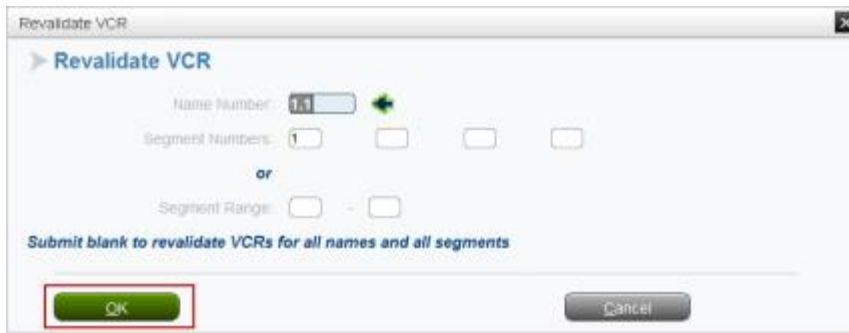 Revalidate VCR
Revalidate VCR
Name Number: 1.1
Segment Numbers: 1
or
Segment Range: -
Submit blank to revalidate VCRs for all names and all segments
OK Cancel